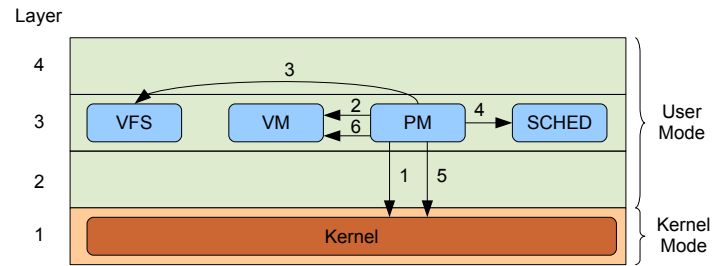 Layer
4
3
2
6
4
3
VFS
VM
PM
SCHED
User
Mode
1
5
2
1
Kernel
Kernel
Mode